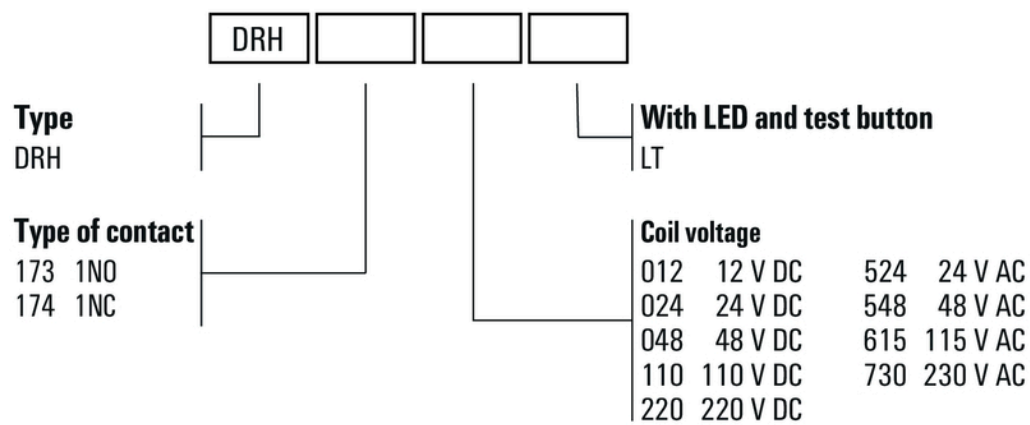 DRH
Type
DRH
With LED and test button
LT
Type of contact
173 1NO
174 1NC
Coil voltage
012 12 V DC 524 24 V AC
024 24 V DC 548 48 V AC
048 48 V DC 615 115 V AC
110 110 V DC 730 230 V AC
220 220 V DC